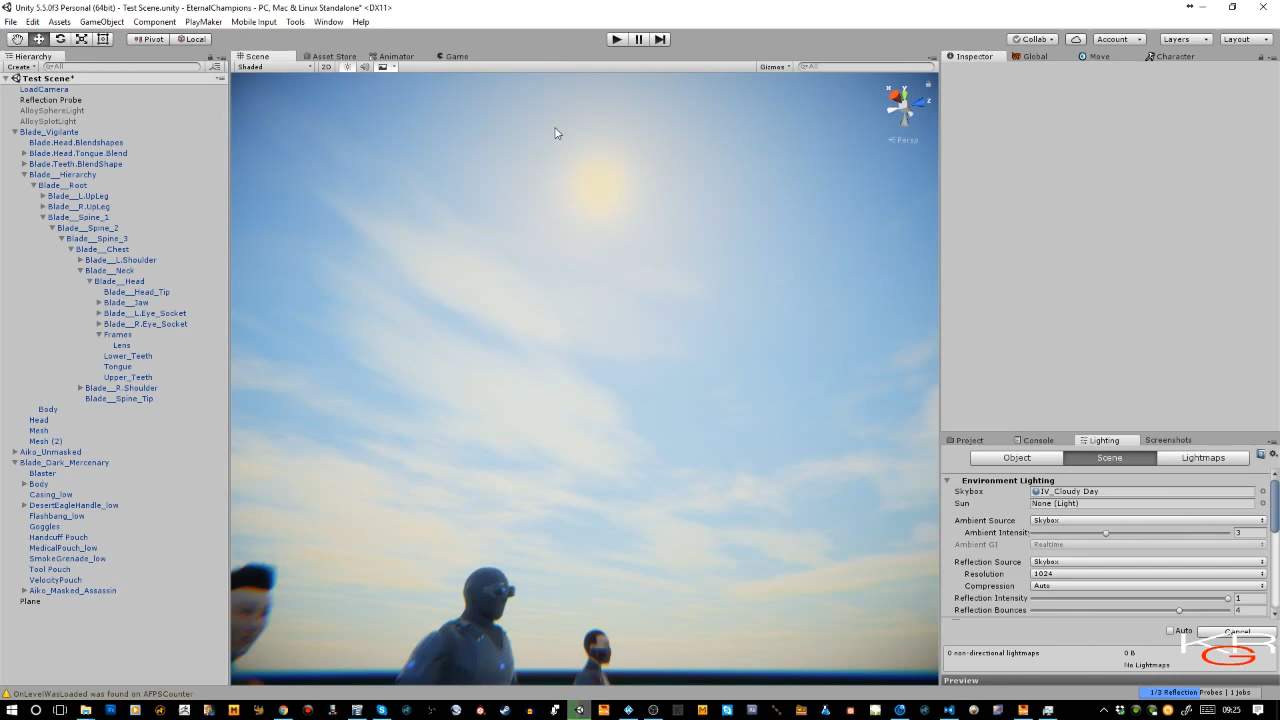 Unity 5.5.0f3 Personal (64bit) - Test Scene.unity - EternalChampions - PC, Mac & Linux Standalone* <DX11>
File Edit Assets GameObject Component PlayMaker Mobile Input Tools Window Help
Pivot Local Collab Account Layers Layout
Hierarchy
Create All
Test Scene*
LoadCamera
Reflection Probe
AlloySphereLight
AlloySplotLight
Blade_Vigilante
Blade.Head.Blendshapes
Blade.Head.Tongue.Blend
Blade.Teeth.BlendShape
Blade__Hierarchy
Blade__Root
Blade__L.UpLeg
Blade__R.UpLeg
Blade__Spine_1
Blade__Spine_2
Blade__Spine_3
Blade__Chest
Blade__L.Shoulder
Blade__Neck
Blade__Head
Blade__Head_Tip
Blade__Jaw
Blade__L.Eye_Socket
Blade__R.Eye_Socket
Frames
Lens
Lower_Teeth
Tongue
Upper_Teeth
Blade__R.Shoulder
Blade__Spine_Tip
Body
Head
Mesh
Mesh (2)
Aiko_Unmasked
Blade_Dark_Mercenary
Blaster
Body
Casing_low
DesertEagleHandle_low
Flashbang_low
Goggles
Handcuff Pouch
MedicalPouch_low
SmokeGrenade_low
Tool Pouch
VelocityPouch
Aiko_Masked_Assassin
Plane
Scene Asset Store Animator Game
Shaded 2D Gizmos All
X Y Z
Persp
Inspector Global Move Character
Project Console Lighting Screenshots
Object Scene Lightmaps
Environment Lighting
Skybox IV_Cloudy Day
Sun None (Light)
Ambient Source Skybox
Ambient Intensit 3
Ambient GI Realtime
Reflection Source Skybox
Resolution 1024
Compression Auto
Reflection Intensity 1
Reflection Bounces 4
Auto Cancel
0 non-directional lightmaps 0 B
No Lightmaps
Preview
OnLevelWasLoaded was found on AFPSCounter
1/3 Reflection Probes | 1 Jobs
09:25